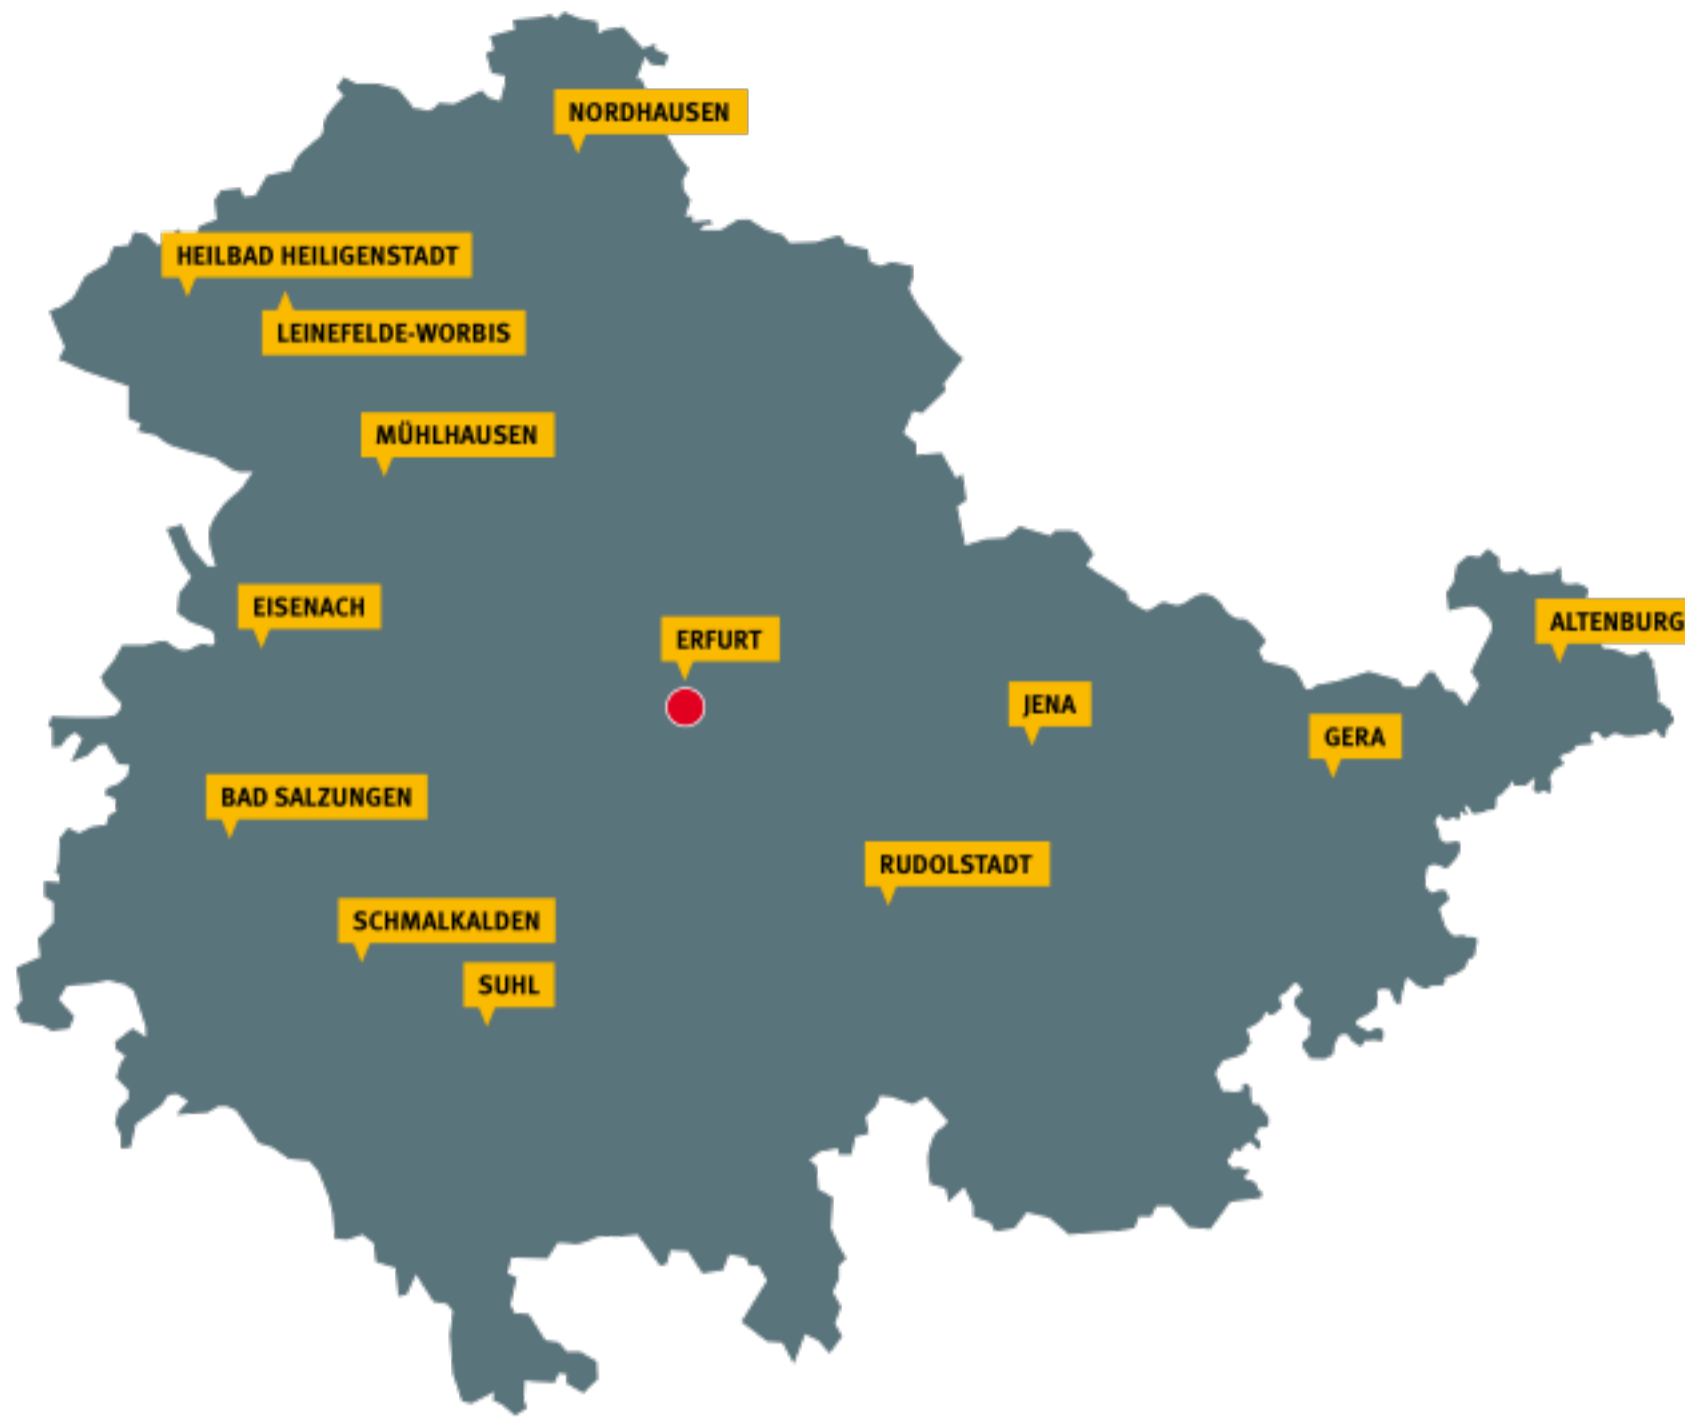 NORDHAUSEN
HEILBAD HEILIGENSTADT
LEINEFELDE-WORBIS
MÜHLHAUSEN
EISENACH
ERFURT
ALTENBURG
JENA
GERA
BAD SALZUNGEN
RUDOLSTADT
SCHMALKALDEN
SUHL